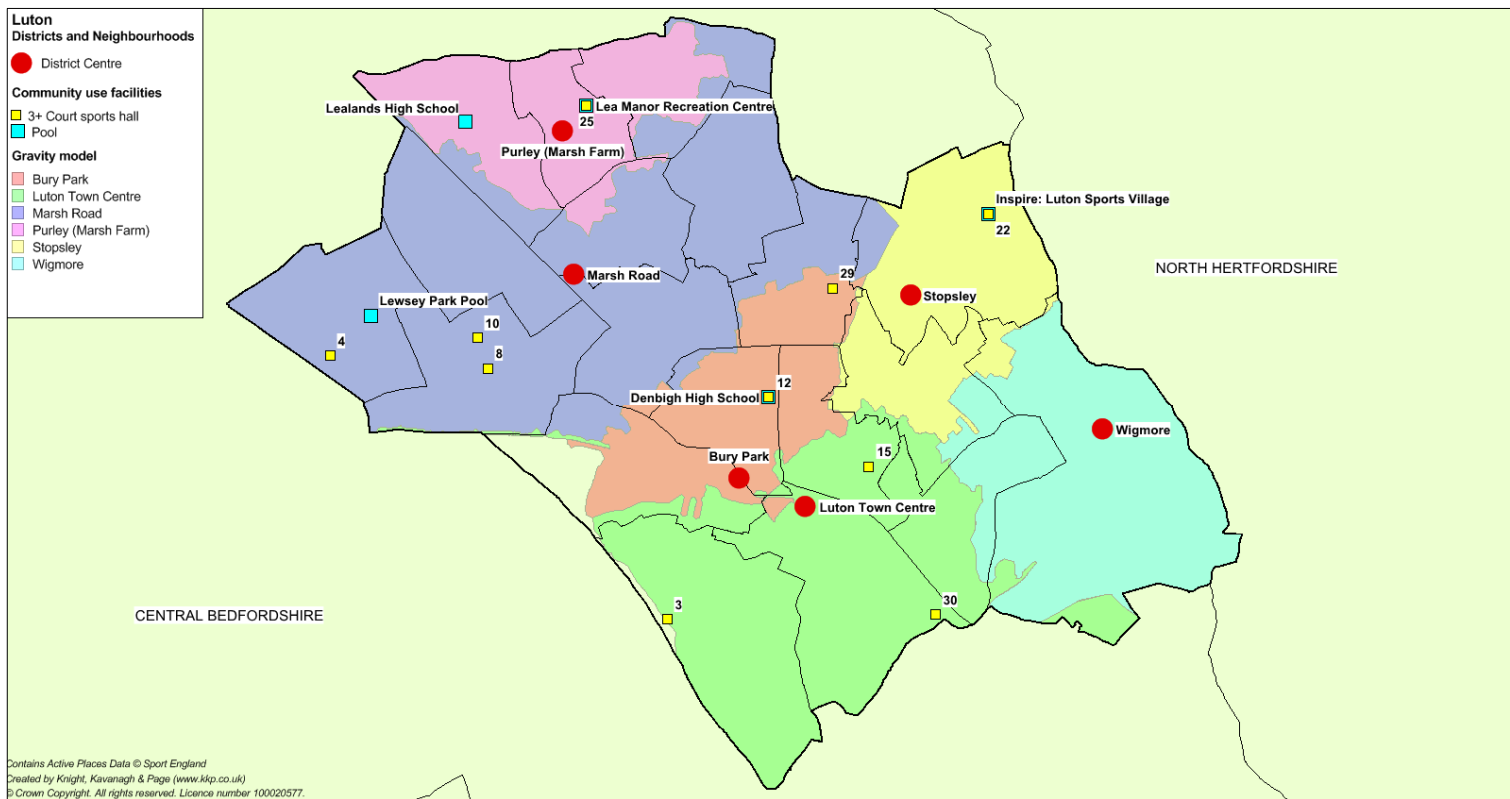 Luton
Districts and Neighbourhoods
District Centre
Community use facilities
3+ Court sports hall
Pool
Gravity model
Bury Park
Luton Town Centre
Marsh Road
Purley (Marsh Farm)
Stopsley
Wigmore
Lealands High School
Lea Manor Recreation Centre
25
Purley (Marsh Farm)
Inspire: Luton Sports Village
22
NORTH HERTFORDSHIRE
Marsh Road
29
Stopsley
Lewsey Park Pool
10
4
8
12
Denbigh High School
Wigmore
Bury Park
15
Luton Town Centre
3
30
CENTRAL BEDFORDSHIRE
Contains Active Places Data © Sport England
Created by Knight, Kavanagh & Page (www.kkp.co.uk)
© Crown Copyright. All rights reserved. Licence number 100020577.